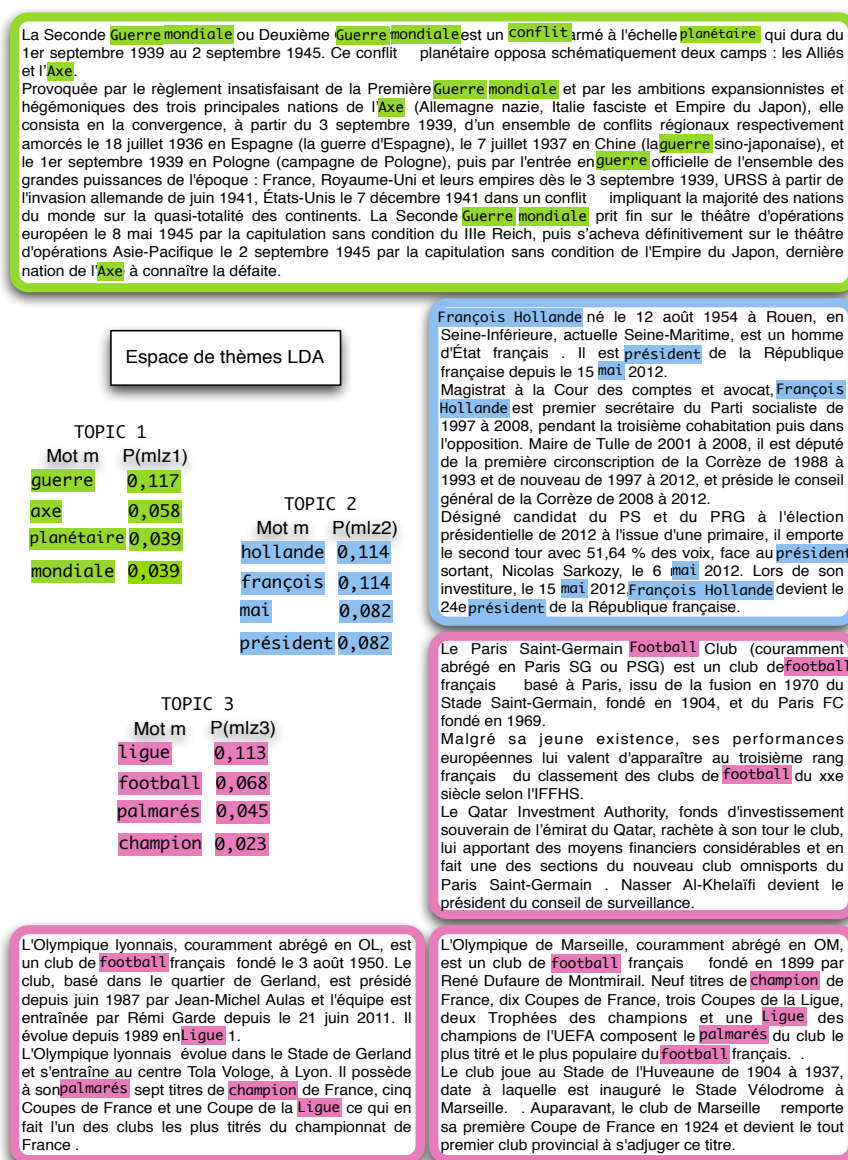 La Seconde Guerre mondiale ou Deuxième Guerre mondiale est un conflit armé à l'échelle planétaire qui dura du
1er septembre 1939 au 2 septembre 1945. Ce conflit planétaire opposa schématiquement deux camps : les Alliés
et l'Axe.
Provoquée par le règlement insatisfaisant de la Première Guerre mondiale et par les ambitions expansionnistes et
hégémoniques des trois principales nations de l'Axe (Allemagne nazie, Italie fasciste et Empire du Japon), elle
consista en la convergence, à partir du 3 septembre 1939, d'un ensemble de conflits régionaux respectivement
amorcés le 18 juillet 1936 en Espagne (la guerre d'Espagne), le 7 juillet 1937 en Chine (la guerre sino-japonaise), et
le 1er septembre 1939 en Pologne (campagne de Pologne), puis par l'entrée en guerre officielle de l'ensemble des
grandes puissances de l'époque : France, Royaume-Uni et leurs empires dès le 3 septembre 1939, URSS à partir de
l'invasion allemande de juin 1941, États-Unis le 7 décembre 1941 dans un conflit impliquant la majorité des nations
du monde sur la quasi-totalité des continents. La Seconde Guerre mondiale prit fin sur le théâtre d'opérations
européen le 8 mai 1945 par la capitulation sans condition du IIIe Reich, puis s'acheva définitivement sur le théâtre
d'opérations Asie-Pacifique le 2 septembre 1945 par la capitulation sans condition de l'Empire du Japon, dernière
nation de l'Axe à connaître la défaite.
Espace de thèmes LDA
TOPIC 1
Mot m P(m|z1)
guerre 0,117
axe 0,058
planétaire 0,039
mondiale 0,039
TOPIC 2
Mot m P(m|z2)
hollande 0,114
françois 0,114
mai 0,082
président 0,082
TOPIC 3
Mot m P(m|z3)
ligue 0,113
football 0,068
palmarés 0,045
champion 0,023
François Hollande né le 12 août 1954 à Rouen, en
Seine-Inférieure, actuelle Seine-Maritime, est un homme
d'État français . Il est président de la République
française depuis le 15 mai 2012.
Magistrat à la Cour des comptes et avocat, François
Hollande est premier secrétaire du Parti socialiste de
1997 à 2008, pendant la troisième cohabitation puis dans
l'opposition. Maire de Tulle de 2001 à 2008, il est député
de la première circonscription de la Corrèze de 1988 à
1993 et de nouveau de 1997 à 2012, et préside le conseil
général de la Corrèze de 2008 à 2012.
Désigné candidat du PS et du PRG à l'élection
présidentielle de 2012 à l'issue d'une primaire, il emporte
le second tour avec 51,64 % des voix, face au président
sortant, Nicolas Sarkozy, le 6 mai 2012. Lors de son
investiture, le 15 mai 2012, François Hollande devient le
24e président de la République française.
Le Paris Saint-Germain Football Club (couramment
abrégé en Paris SG ou PSG) est un club de football
français basé à Paris, issu de la fusion en 1970 du
Stade Saint-Germain, fondé en 1904, et du Paris FC
fondé en 1969.
Malgré sa jeune existence, ses performances
européennes lui valent d'apparaître au troisième rang
français du classement des clubs de football du xxe
siècle selon l'IFFHS.
Le Qatar Investment Authority, fonds d'investissement
souverain de l'émirat du Qatar, rachète à son tour le club,
lui apportant des moyens financiers considérables et en
fait une des sections du nouveau club omnisports du
Paris Saint-Germain . Nasser Al-Khelaïfi devient le
président du conseil de surveillance.
L'Olympique lyonnais, couramment abrégé en OL, est
un club de football français fondé le 3 août 1950. Le
club, basé dans le quartier de Gerland, est présidé
depuis juin 1987 par Jean-Michel Aulas et l'équipe est
entraînée par Rémi Garde depuis le 21 juin 2011. Il
évolue depuis 1989 en Ligue 1.
L'Olympique lyonnais évolue dans le Stade de Gerland
et s'entraîne au centre Tola Vologe, à Lyon. Il possède
à son palmarés sept titres de champion de France, cinq
Coupes de France et une Coupe de la Ligue ce qui en
fait l'un des clubs les plus titrés du championnat de
France .
L'Olympique de Marseille, couramment abrégé en OM,
est un club de football français fondé en 1899 par
René Dufaure de Montmirail. Neuf titres de champion de
France, dix Coupes de France, trois Coupes de la Ligue,
deux Trophées des champions et une Ligue des
champions de l'UEFA composent le palmarés du club le
plus titré et le plus populaire du football français. .
Le club joue au Stade de l'Huveaune de 1904 à 1937,
date à laquelle est inauguré le Stade Vélodrome à
Marseille. . Auparavant, le club de Marseille remporte
sa première Coupe de France en 1924 et devient le tout
premier club provincial à s'adjuger ce titre.